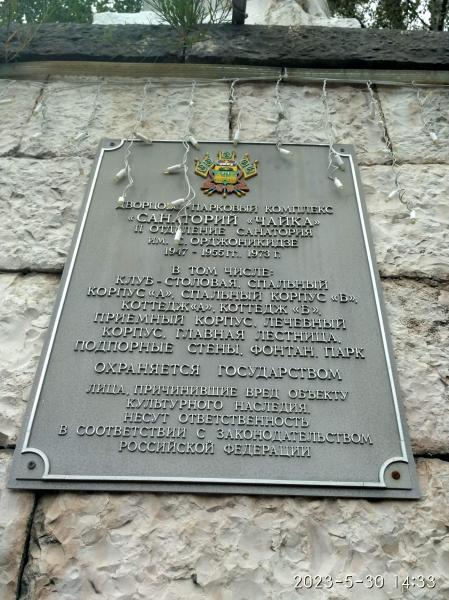 ДВОРЦОВО-ПАРКОВЫЙ КОМПЛЕКС
«САНАТОРИЙ «ЧАЙКА»
II ОТДЕЛЕНИЕ САНАТОРИЯ
ИМ. Г. ОРДЖОНИКИДЗЕ
1947 - 1955 ГГ., 1973 Г.
В ТОМ ЧИСЛЕ:
КЛУБ-СТОЛОВАЯ, СПАЛЬНЫЙ
КОРПУС «А», СПАЛЬНЫЙ КОРПУС «Б»,
КОТТЕДЖ «А», КОТТЕДЖ «Б»,
ПРИЕМНЫЙ КОРПУС, ЛЕЧЕБНЫЙ
КОРПУС, ГЛАВНАЯ ЛЕСТНИЦА,
ПОДПОРНЫЕ СТЕНЫ, ФОНТАН, ПАРК
ОХРАНЯЕТСЯ ГОСУДАРСТВОМ
ЛИЦА, ПРИЧИНИВШИЕ ВРЕД ОБЪЕКТУ
КУЛЬТУРНОГО НАСЛЕДИЯ,
НЕСУТ ОТВЕТСТВЕННОСТЬ
В СООТВЕТСТВИИ С ЗАКОНОДАТЕЛЬСТВОМ
РОССИЙСКОЙ ФЕДЕРАЦИИ
2023-5-30 14:33